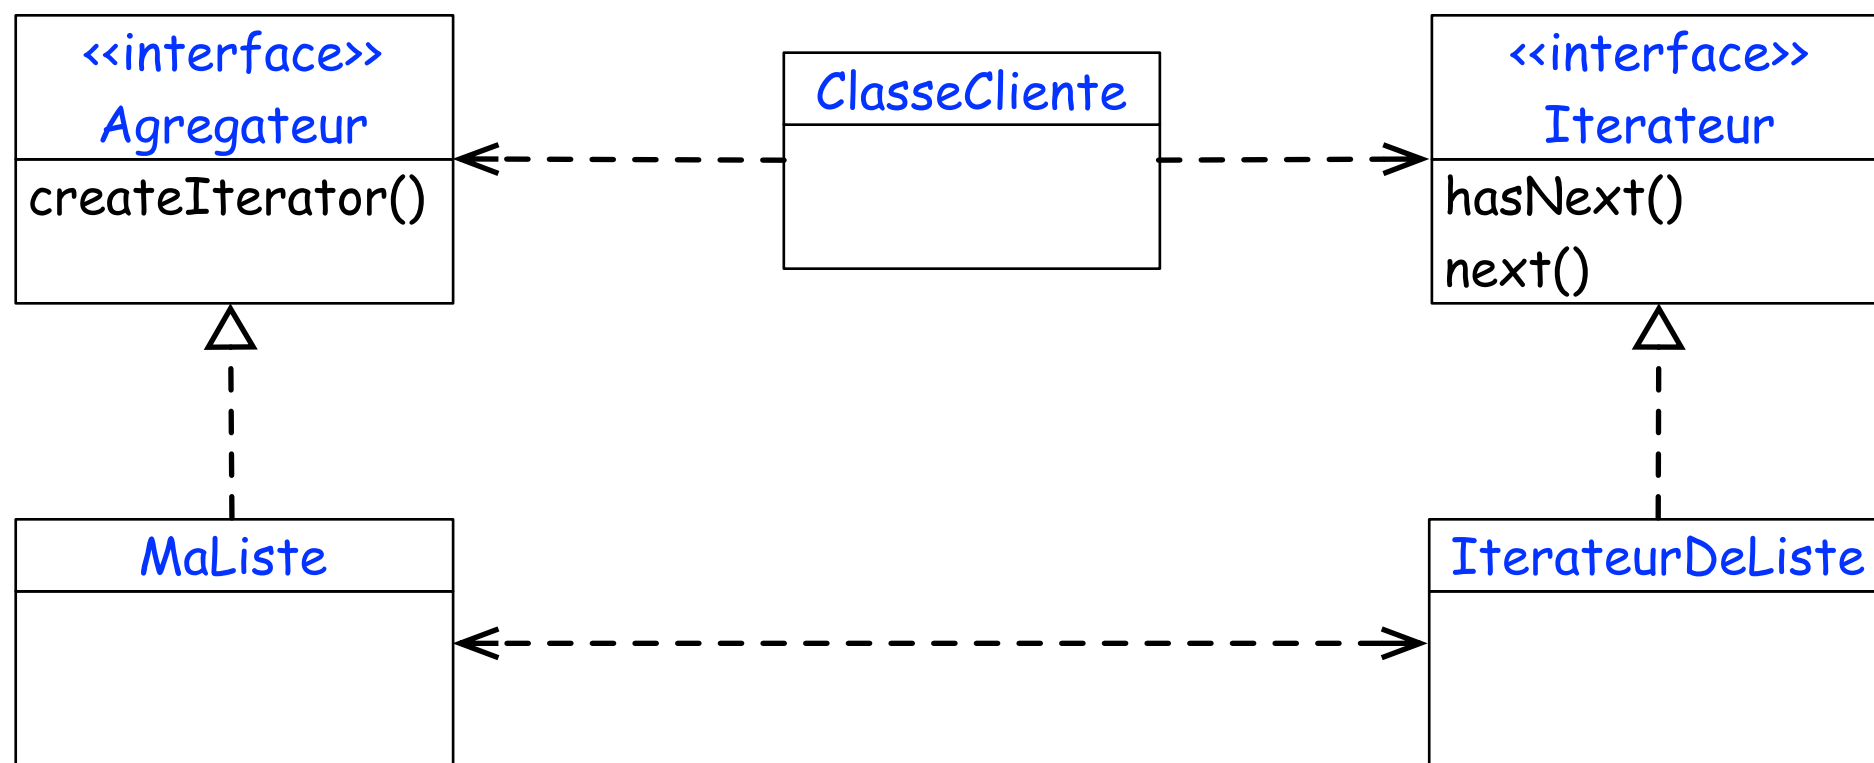 <<interface>>
Agregateur
createIterator()
ClasseCliente
<<interface>>
Iterateur
hasNext()
next()
MaListe
IterateurDeListe